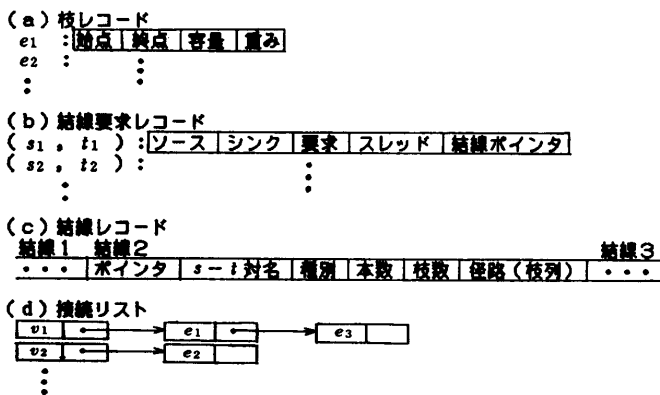 (a)枝レコード
e1 : 始点 終点 容量 重み
e2 :
(b)結線要求レコード
( s1 , t1 ) : ソース シンク 要求 スレッド 結線ポインタ
( s2 , t2 ) :
(c)結線レコード
結線1 結線2 結線3
・・・ ポインタ s-t対名 種別 本数 枝数 径路(枝列) ・・・
(d)接続リスト
v1 e1 e3
v2 e2